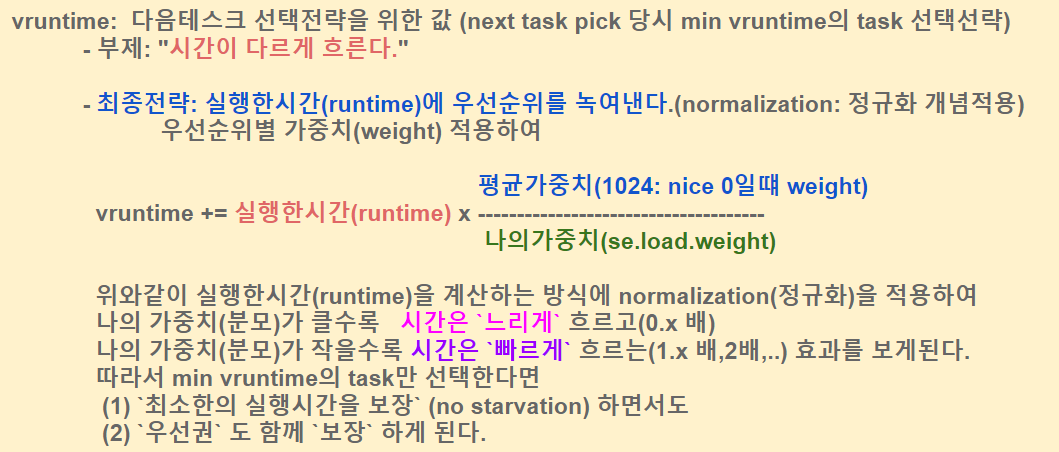 vruntime: 다음테스크 선택전략을 위한 값 (next task pick 당시 min vruntime의 task 선택선략)
- 부제: "시간이 다르게 흐른다."
- 최종전략: 실행한시간(runtime)에 우선순위를 녹여낸다.(normalization: 정규화 개념적용)
우선순위별 가중치(weight) 적용하여
평균가중치(1024: nice 0일떄 weight)
vruntime += 실행한시간(runtime) x -------------------------------------
나의가중치(se.load.weight)
위와같이 실행한시간(runtime)을 계산하는 방식에 normalization(정규화)을 적용하여
나의 가중치(분모)가 클수록 시간은 `느리게` 흐르고(0.x 배)
나의 가중치(분모)가 작을수록 시간은 `빠르게` 흐르는(1.x 배,2배,..) 효과를 보게된다.
따라서 min vruntime의 task만 선택한다면
(1) `최소한의 실행시간을 보장` (no starvation) 하면서도
(2) `우선권` 도 함께 `보장` 하게 된다.